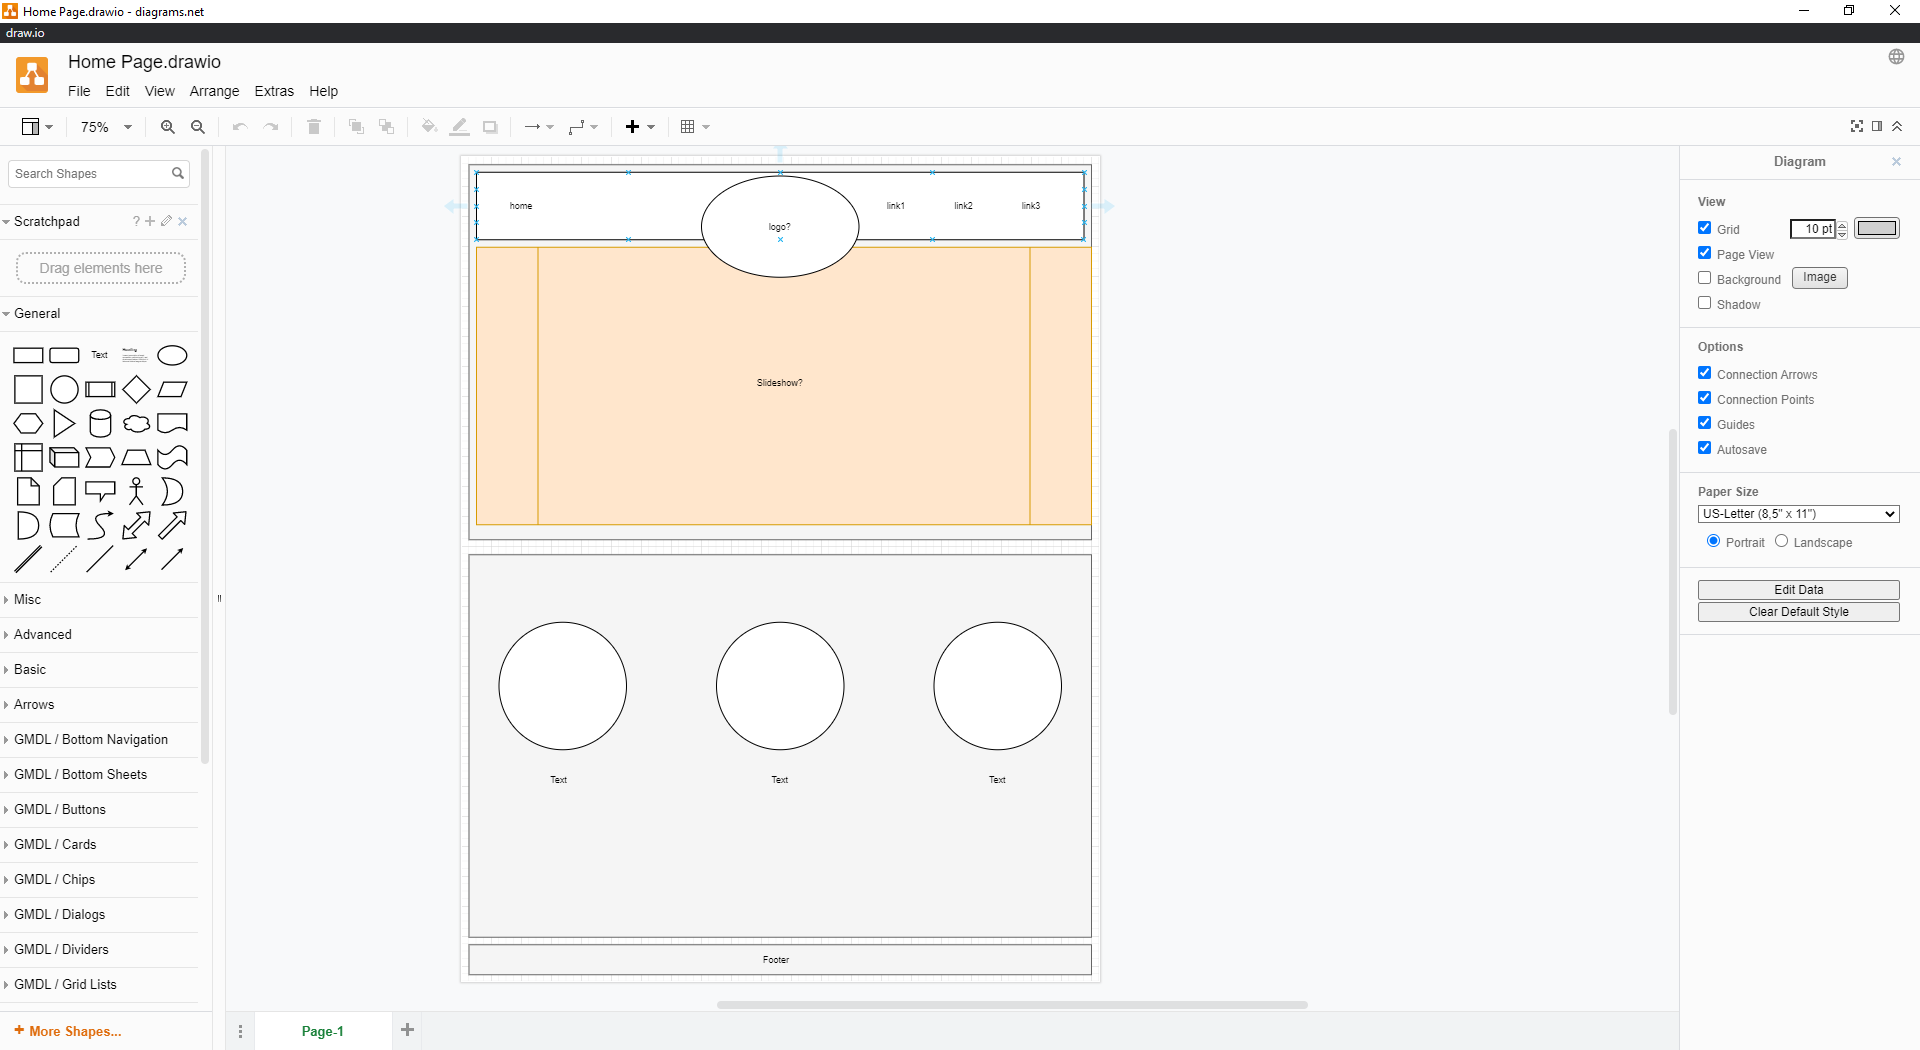 Home Page.drawio - diagrams.net
draw.io
Home Page.drawio
File Edit View Arrange Extras Help
75%
Search Shapes
Scratchpad ?
Drag elements here
General
Text
Heading
Misc
Advanced
Basic
Arrows
GMDL / Bottom Navigation
GMDL / Bottom Sheets
GMDL / Buttons
GMDL / Cards
GMDL / Chips
GMDL / Dialogs
GMDL / Dividers
GMDL / Grid Lists
+ More Shapes...
home
logo?
link1
link2
link3
Slideshow?
Text
Text
Text
Footer
Page-1
Diagram
View
Grid 10 pt
Page View
Background Image
Shadow
Options
Connection Arrows
Connection Points
Guides
Autosave
Paper Size
US-Letter (8,5" x 11")
Portrait Landscape
Edit Data
Clear Default Style